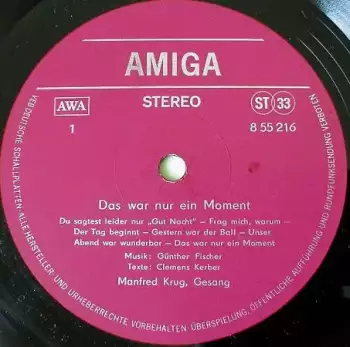 AMIGA
AWA
STEREO
ST 33
1
8 55 216
Das war nur ein Moment
Du sagtest leider nur „Gut Nacht" – Frag mich, warum –
Der Tag beginnt – Gestern war der Ball – Unser
Abend war wunderbar – Das war nur ein Moment
Musik: Günther Fischer
Texte: Clemens Kerber
Manfred Krug, Gesang
VEB DEUTSCHE SCHALLPLATTEN · ALLE HERSTELLER- UND URHEBERRECHTE VORBEHALTEN · ÜBERSPIELUNG, ÖFFENTLICHE AUFFÜHRUNG UND RUNDFUNKSENDUNG VERBOTEN